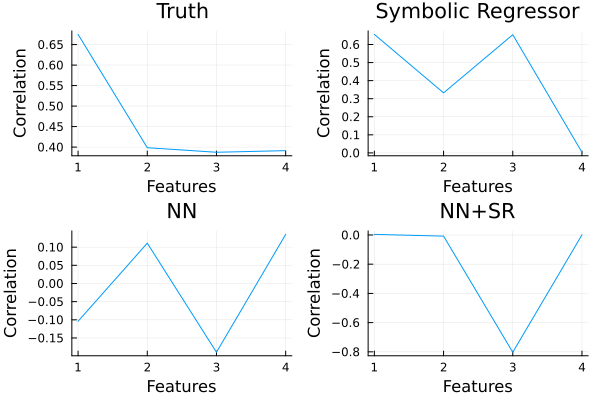 Truth
Correlation
0.65
0.60
0.55
0.50
0.45
0.40
1 2 3 4
Features
Symbolic Regressor
Correlation
0.6
0.5
0.4
0.3
0.2
0.1
0.0
1 2 3 4
Features
NN
Correlation
0.10
0.05
0.00
−0.05
−0.10
−0.15
1 2 3 4
Features
NN+SR
Correlation
0.0
−0.2
−0.4
−0.6
−0.8
1 2 3 4
Features